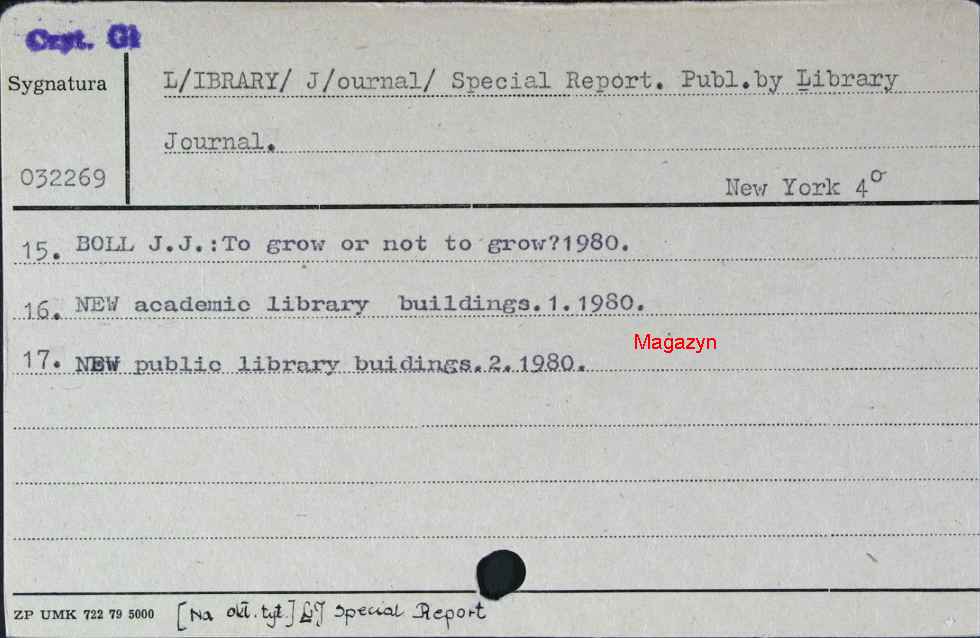 Czyt. Gł
Sygnatura
L/IBRARY/ J/ournal/ Special Report. Publ.by Library
Journal.
032269
New York 4º
15. BOLL J.J.:To grow or not to grow?1980.
16. NEW academic library buildings.1.1980.
Magazyn
17. NEW public library buidings.2.1980.
ZP UMK 722 79 5000 [Na okł. tyt.] LJ Special Report